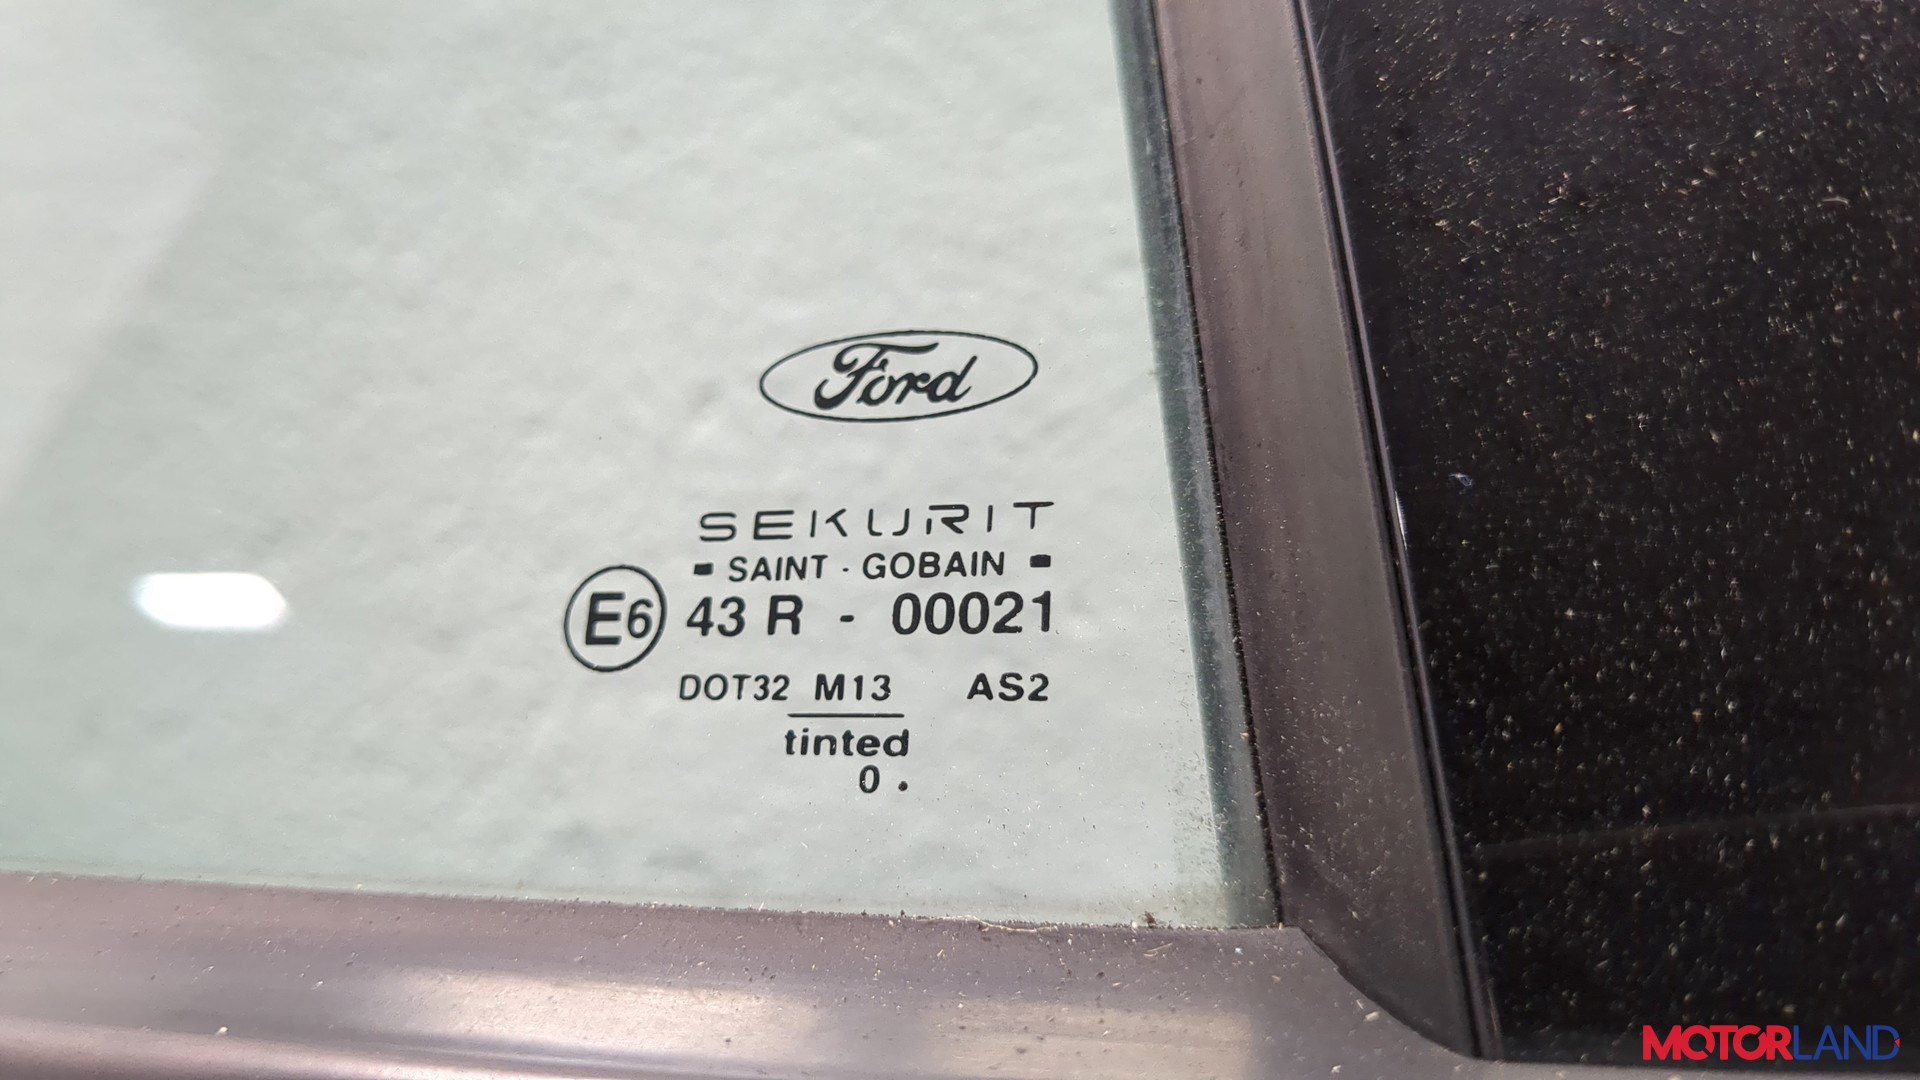 Ford
SEKURIT
SAINT - GOBAIN
E6 43 R - 00021
DOT32 M13 AS2
tinted
0 .
MOTORLAND